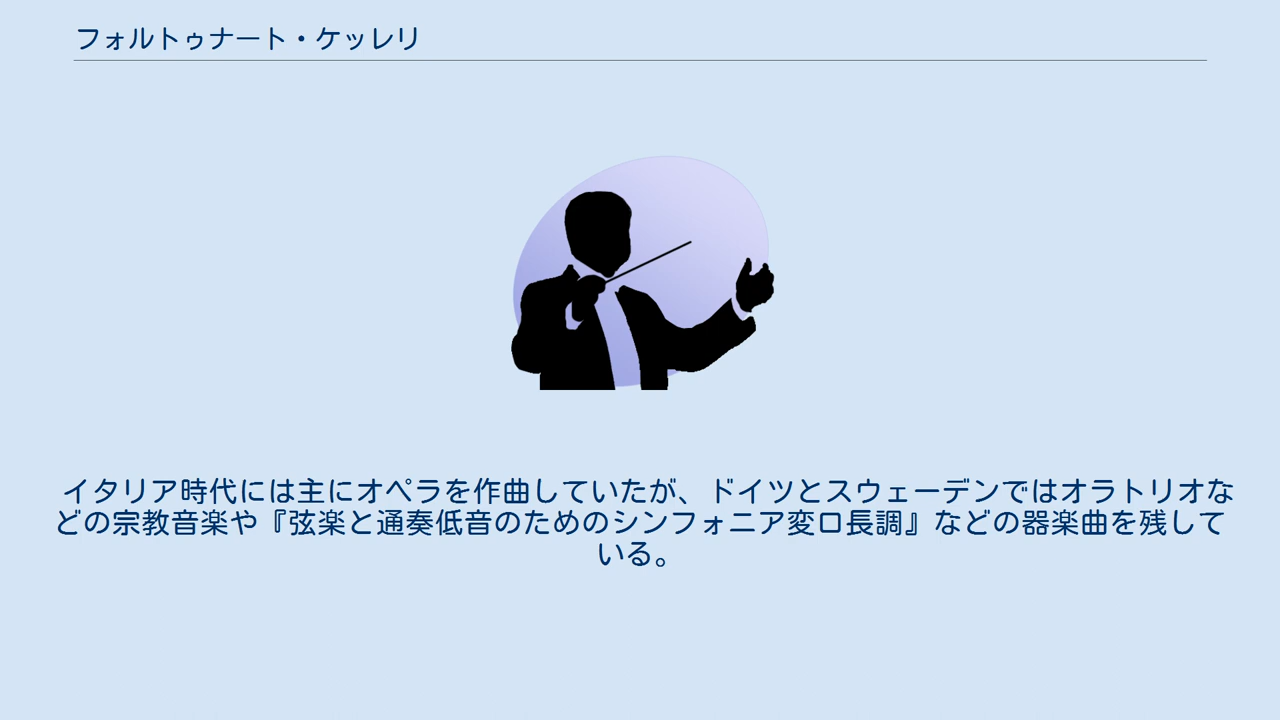 フォルトゥナート・ケッレリ
イタリア時代には主にオペラを作曲していたが、ドイツとスウェーデンではオラトリオな
どの宗教音楽や『弦楽と通奏低音のためのシンフォニア変ロ長調』などの器楽曲を残して
いる。